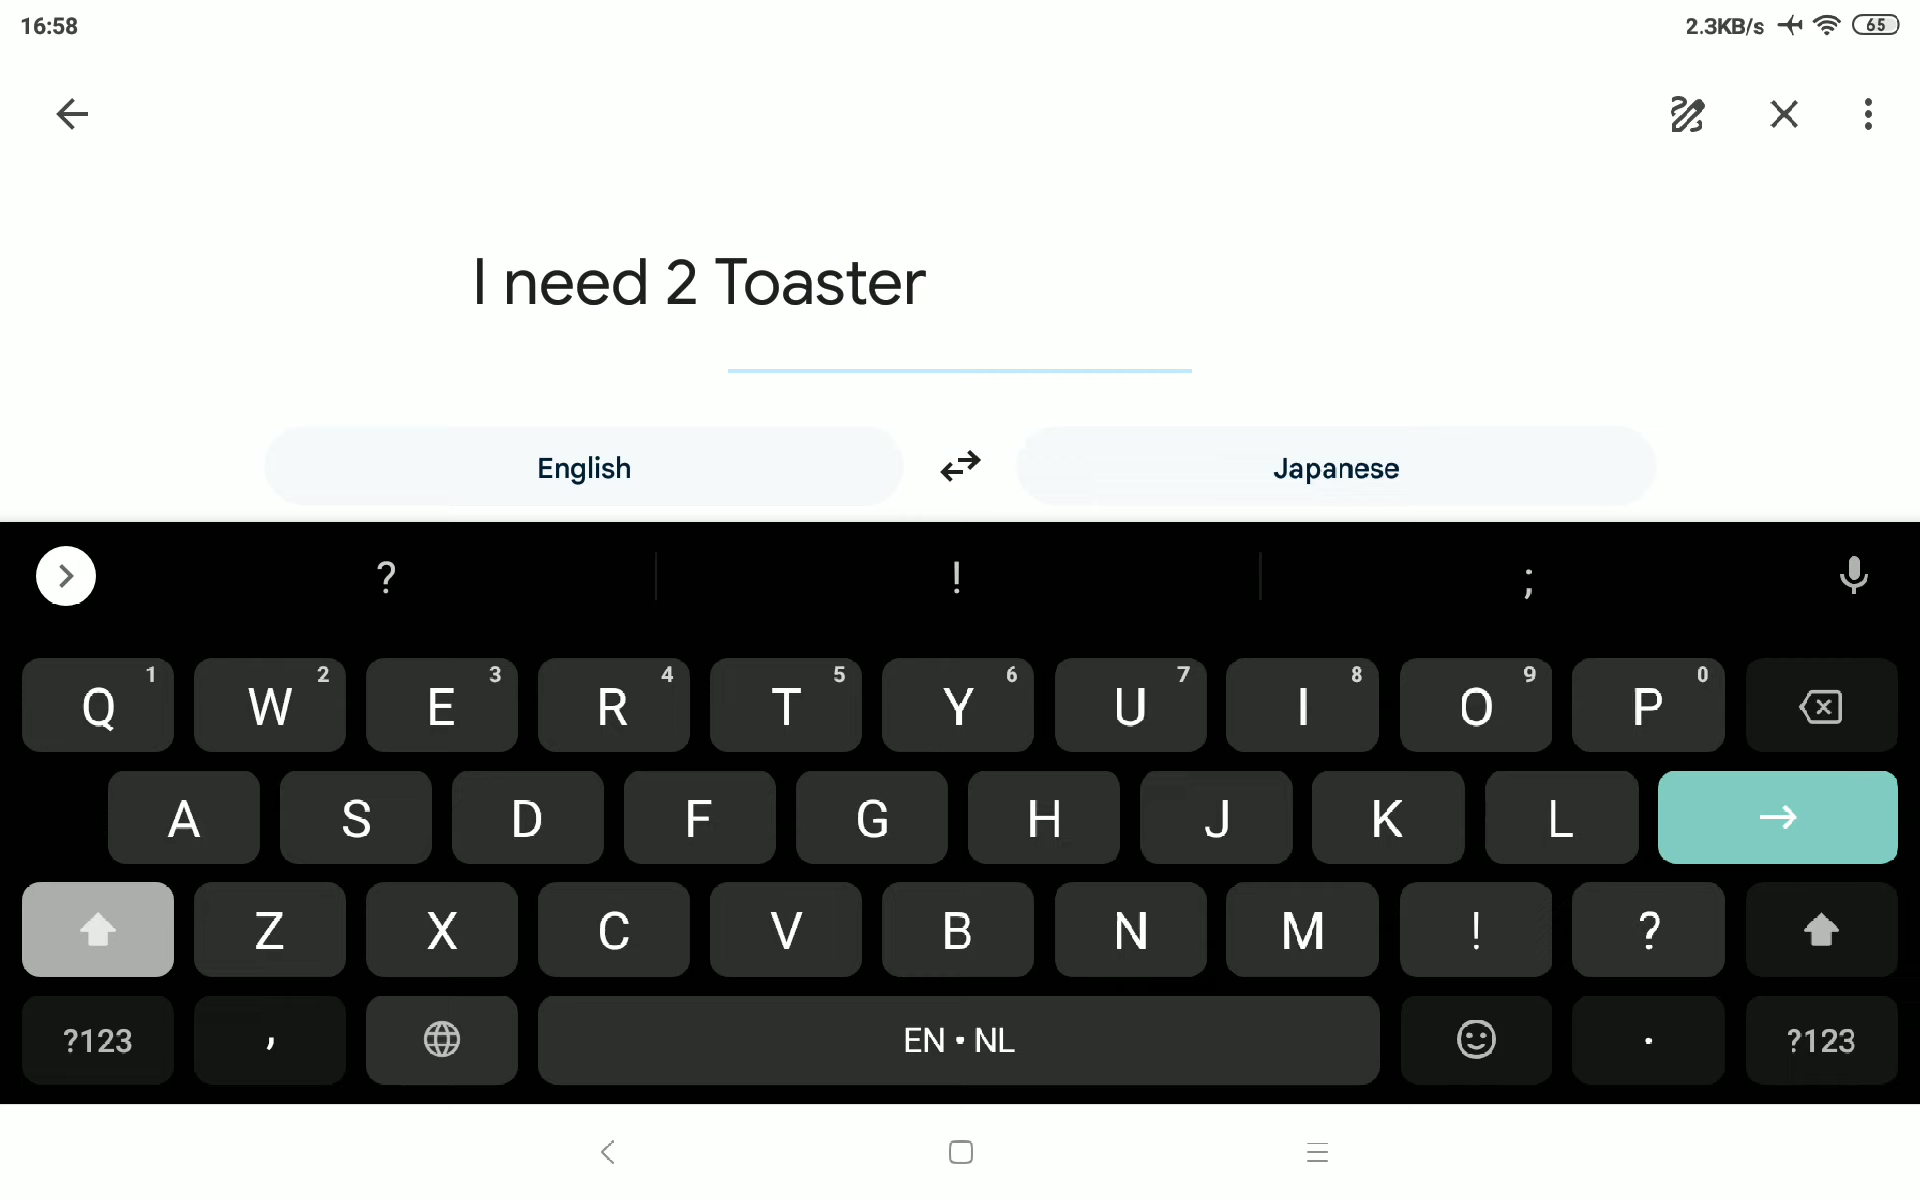 16:58
2.3KB/s
65
I need 2 Toaster
English
Japanese
?
!
;
Q 1
W 2
E 3
R 4
T 5
Y 6
U 7
I 8
O 9
P 0
A
S
D
F
G
H
J
K
L
Z
X
C
V
B
N
M
!
?
?123
,
EN • NL
.
?123